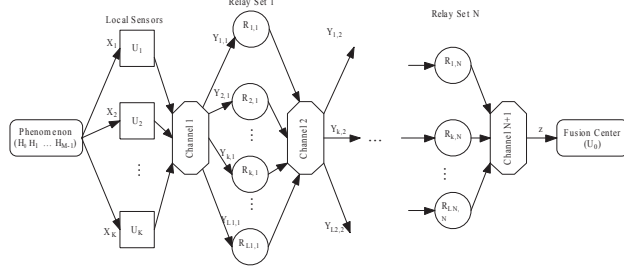 Relay Set 1
Relay Set N
Local Sensors
X1
U1
Y1,1
R1,1
Y1,2
R1,N
X2
U2
Y2,1
R2,1
Phenomenon
(H0 H1 … HM-1)
Channel 1
Channel 2
Yk,2
Rk,N
Channel N+1
z
Fusion Center
(U0)
Yk,1
Rk,1
XK
UK
YL1,1
RL1,1
YL2,2
RLN,
N